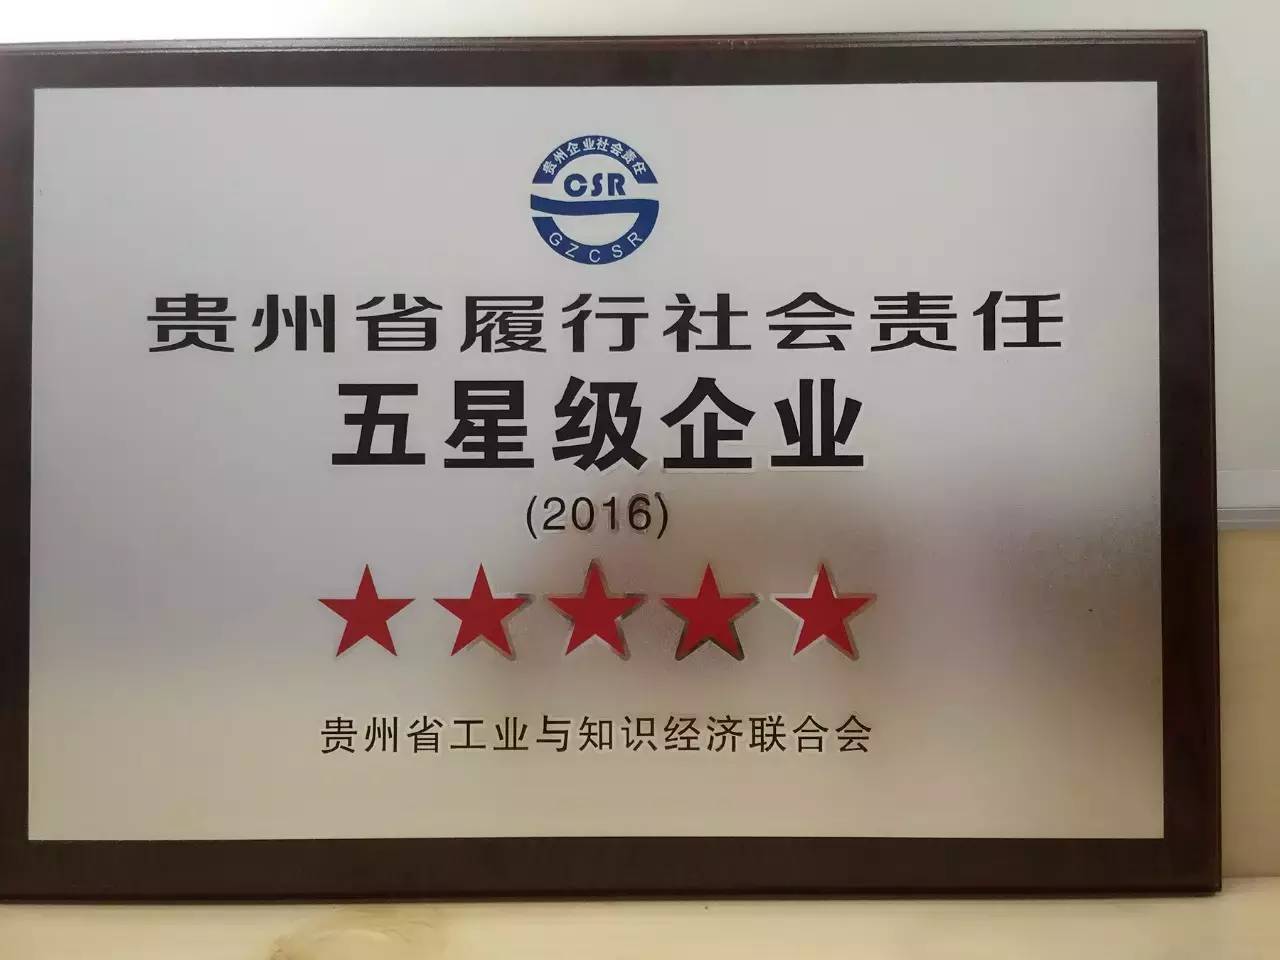 贵州企业社会责任
CSR
GZCSR
贵州省履行社会责任
五星级企业
(2016)
贵州省工业与知识经济联合会